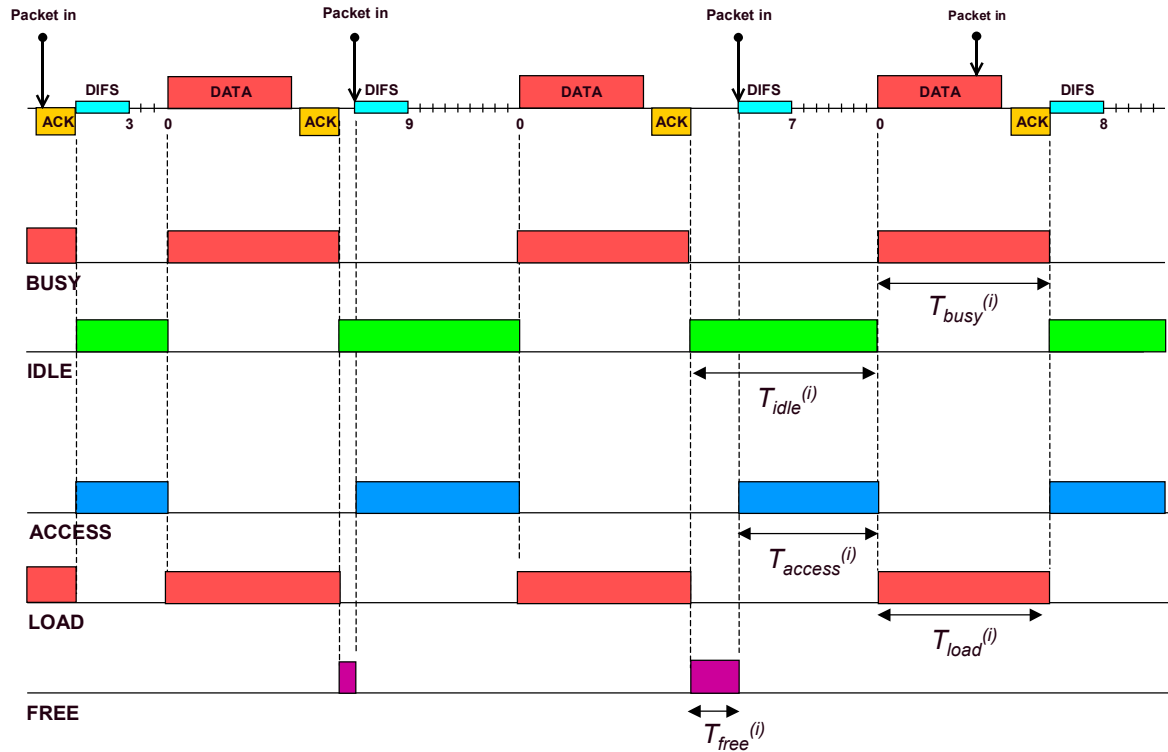 Packet in Packet in Packet in Packet in
DIFS DATA DIFS DATA DIFS DATA DIFS
ACK 3 0 ACK 9 0 ACK 7 0 ACK 8
BUSY
T_busy^(i)
IDLE
T_idle^(i)
ACCESS
T_access^(i)
LOAD
T_load^(i)
FREE
T_free^(i)